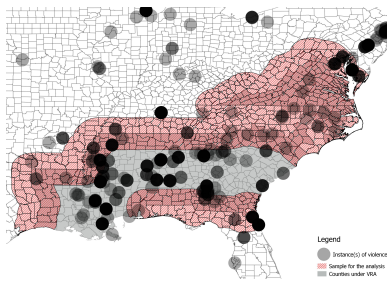 Legend
Instance(s) of violence
Sample for the analysis
Counties under VRA